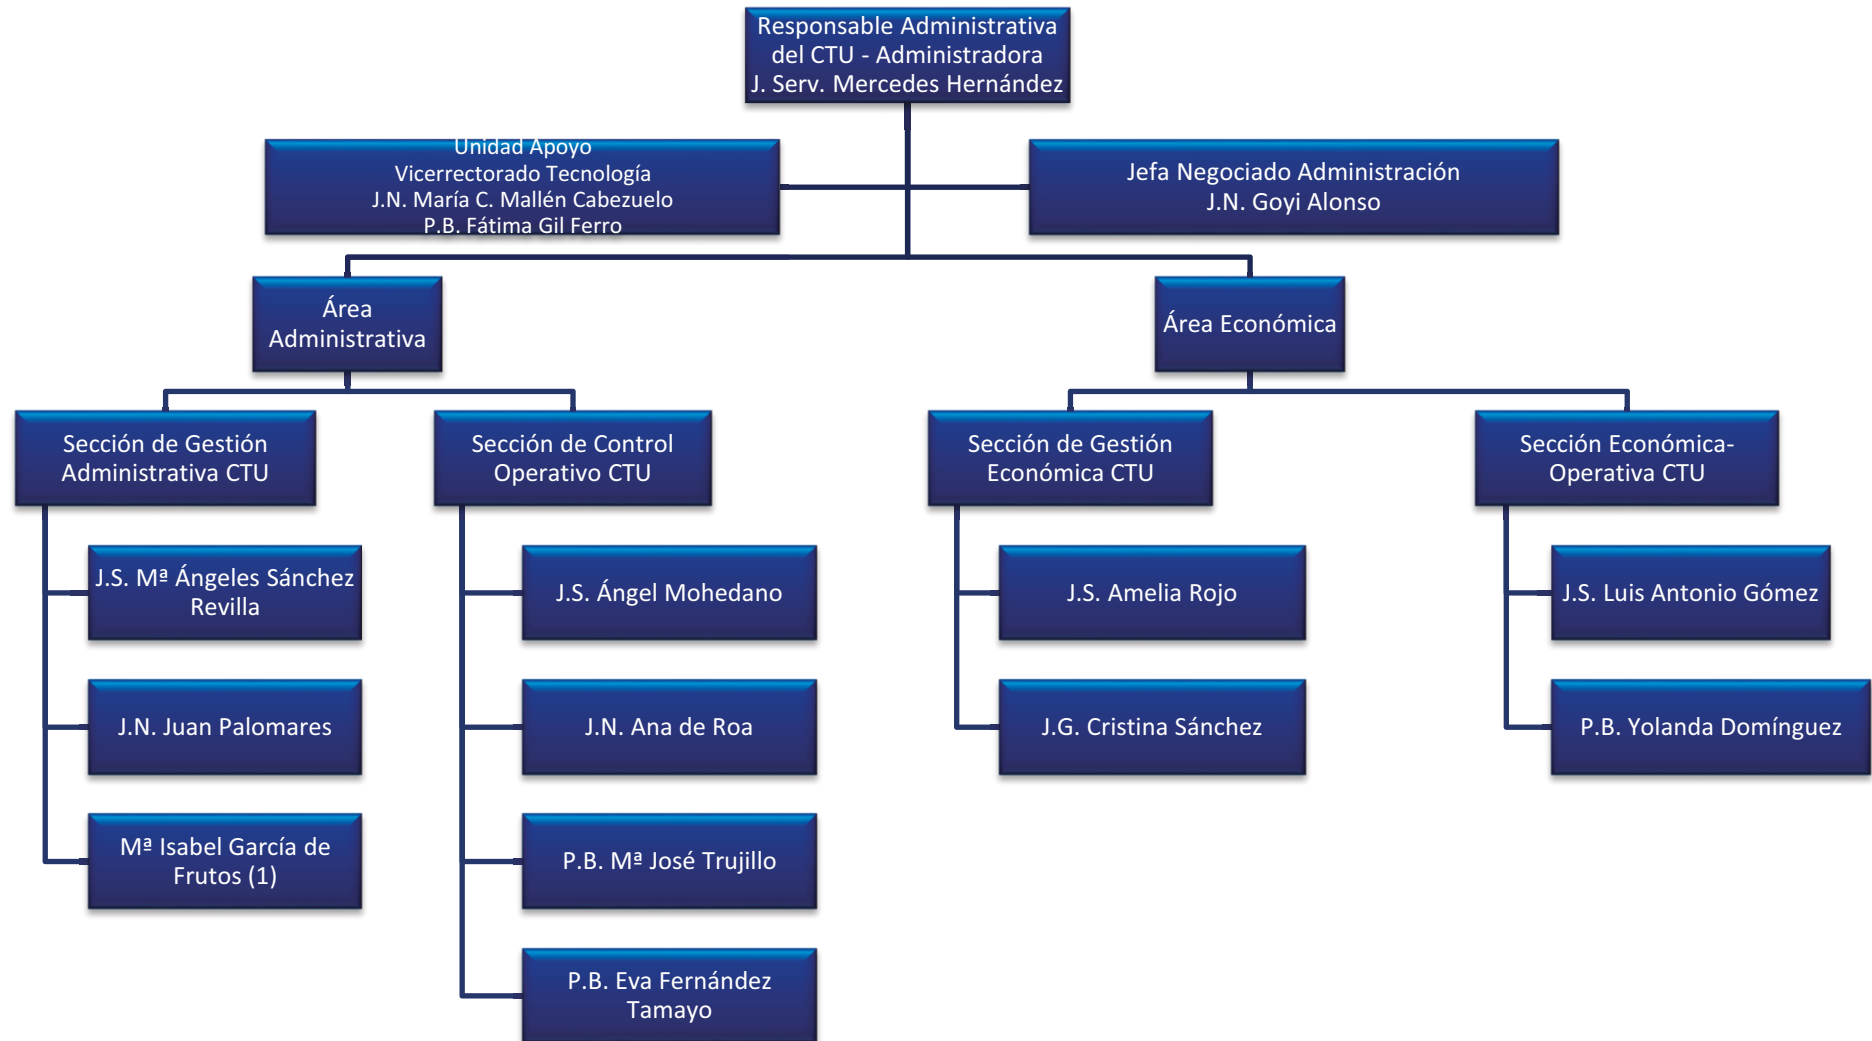 Responsable Administrativa
del CTU - Administradora
J. Serv. Mercedes Hernández
Unidad Apoyo
Vicerrectorado Tecnología
J.N. María C. Mallén Cabezuelo
P.B. Fátima Gil Ferro
Jefa Negociado Administración
J.N. Goyi Alonso
Área
Administrativa
Área Económica
Sección de Gestión
Administrativa CTU
Sección de Control
Operativo CTU
Sección de Gestión
Económica CTU
Sección Económica-
Operativa CTU
J.S. Mª Ángeles Sánchez
Revilla
J.N. Juan Palomares
Mª Isabel García de
Frutos (1)
J.S. Ángel Mohedano
J.N. Ana de Roa
P.B. Mª José Trujillo
P.B. Eva Fernández
Tamayo
J.S. Amelia Rojo
J.G. Cristina Sánchez
J.S. Luis Antonio Gómez
P.B. Yolanda Domínguez